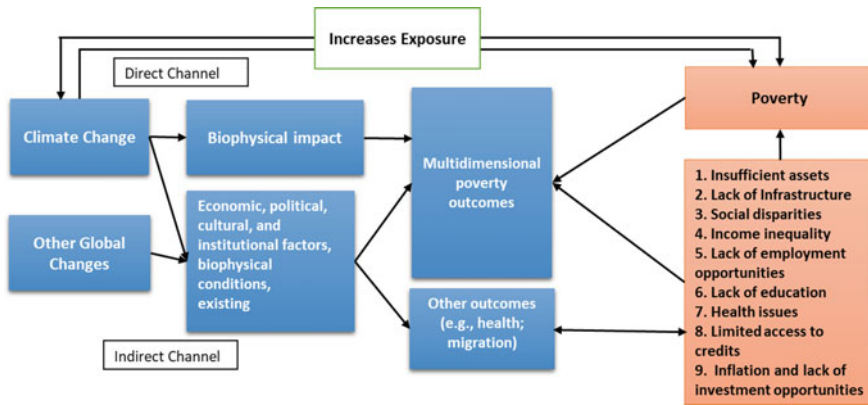 Increases Exposure
Direct Channel
Climate Change
Biophysical impact
Multidimensional
poverty
outcomes
Poverty
Other Global
Changes
Economic, political,
cultural, and
institutional factors,
biophysical
conditions,
existing
Other outcomes
(e.g., health;
migration)
Indirect Channel
1. Insufficient assets
2. Lack of Infrastructure
3. Social disparities
4. Income inequality
5. Lack of employment
opportunities
6. Lack of education
7. Health issues
8. Limited access to
credits
9. Inflation and lack of
investment opportunities